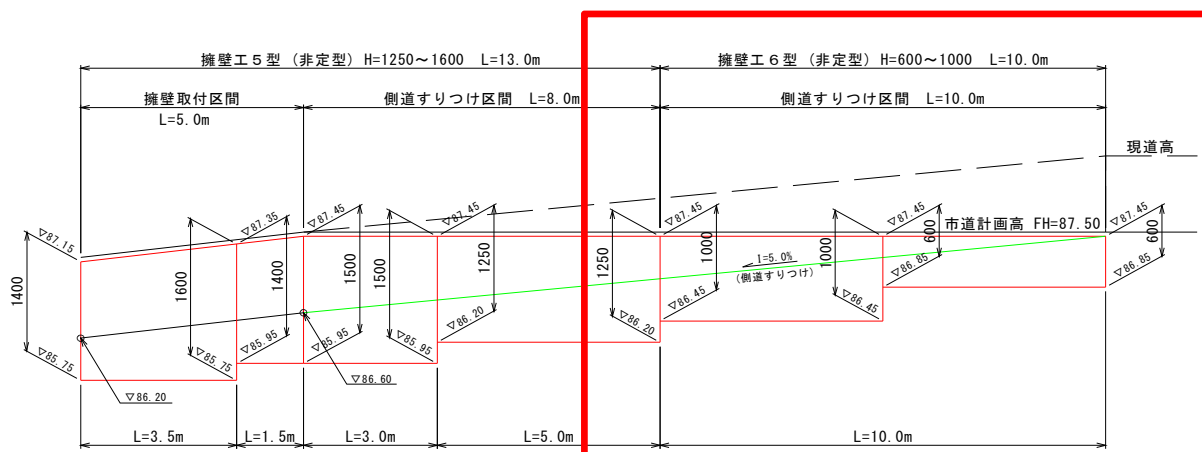 擁壁工５型（非定型）H=1250～1600　L=13.0m
擁壁工６型（非定型）H=600～1000　L=10.0m
擁壁取付区間
L=5.0m
側道すりつけ区間　L=8.0m
側道すりつけ区間　L=10.0m
現道高
市道計画高 FH=87.50
▽87.15
▽87.35
▽87.45
▽87.45
▽87.45
▽87.45
▽87.45
1400
1600
1400
1500
1500
1250
1250
1000
1000
600
600
i=5.0%
(側道すりつけ)
▽85.75
▽85.75
▽85.95
▽85.95
▽85.95
▽86.20
▽86.20
▽86.45
▽86.45
▽86.85
▽86.85
▽86.20
▽86.60
L=3.5m
L=1.5m
L=3.0m
L=5.0m
L=10.0m